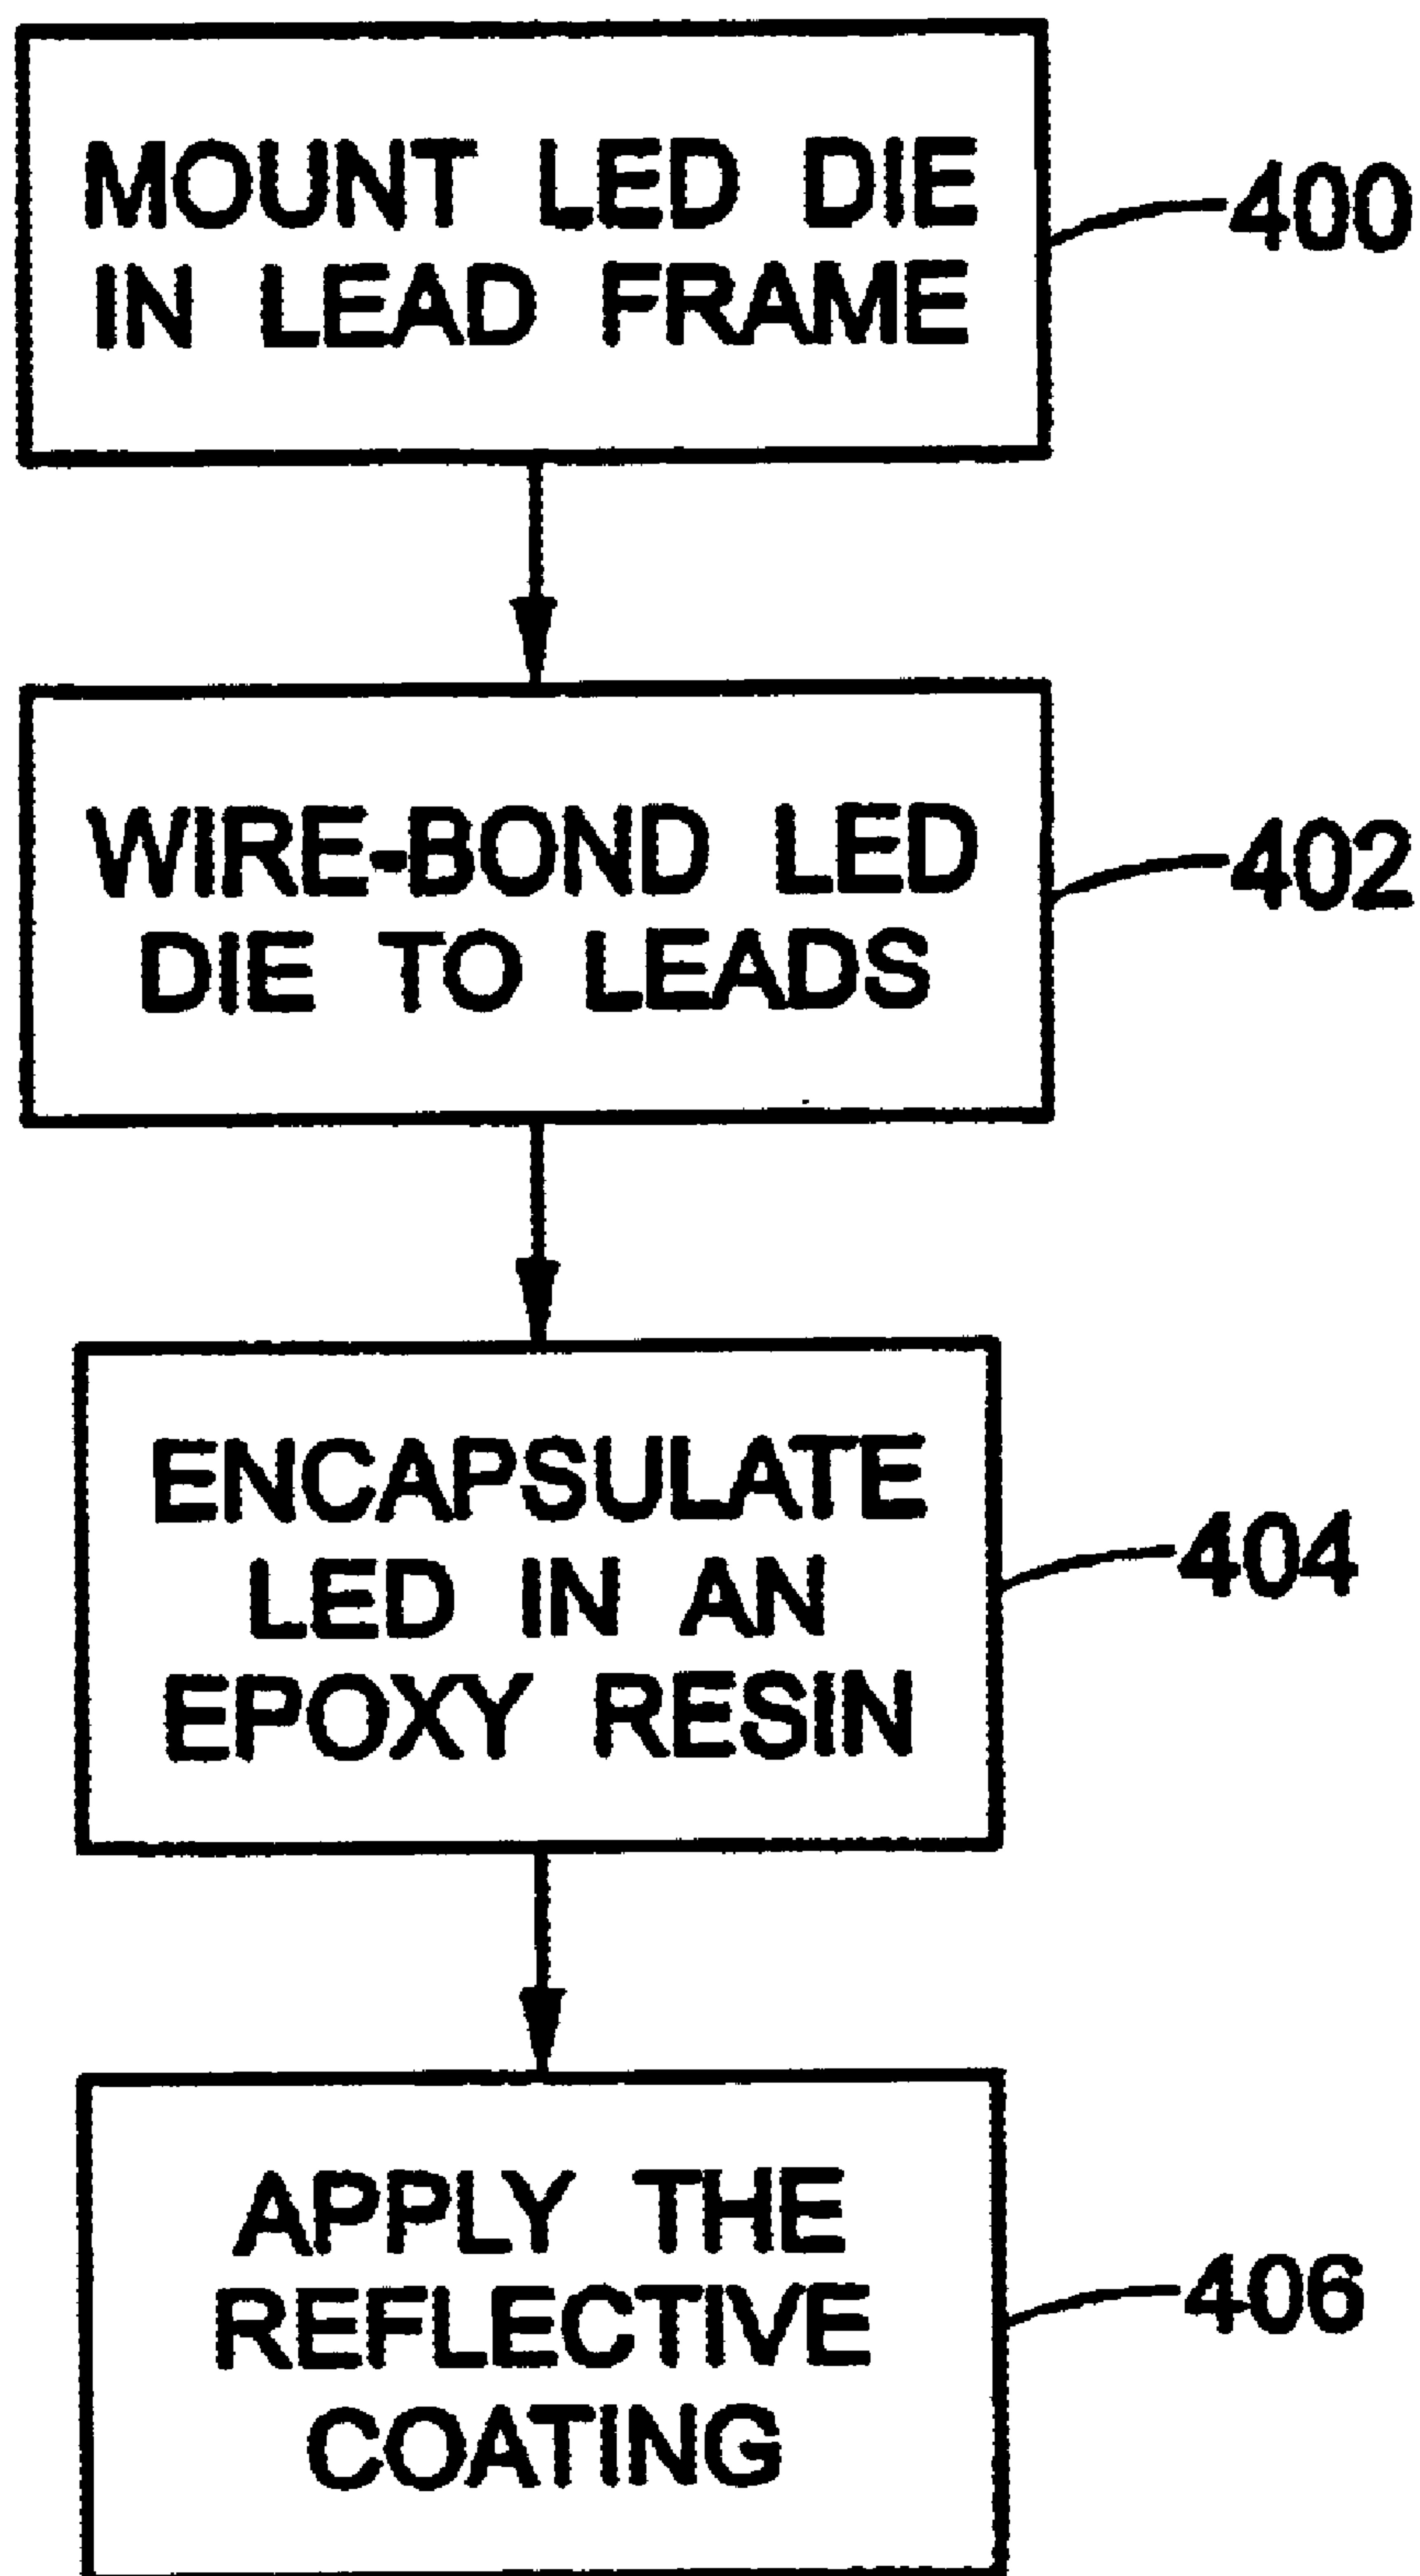 MOUNT LED DIE
IN LEAD FRAME
400
WIRE-BOND LED
DIE TO LEADS
402
ENCAPSULATE
LED IN AN
EPOXY RESIN
404
APPLY THE
REFLECTIVE
COATING
406